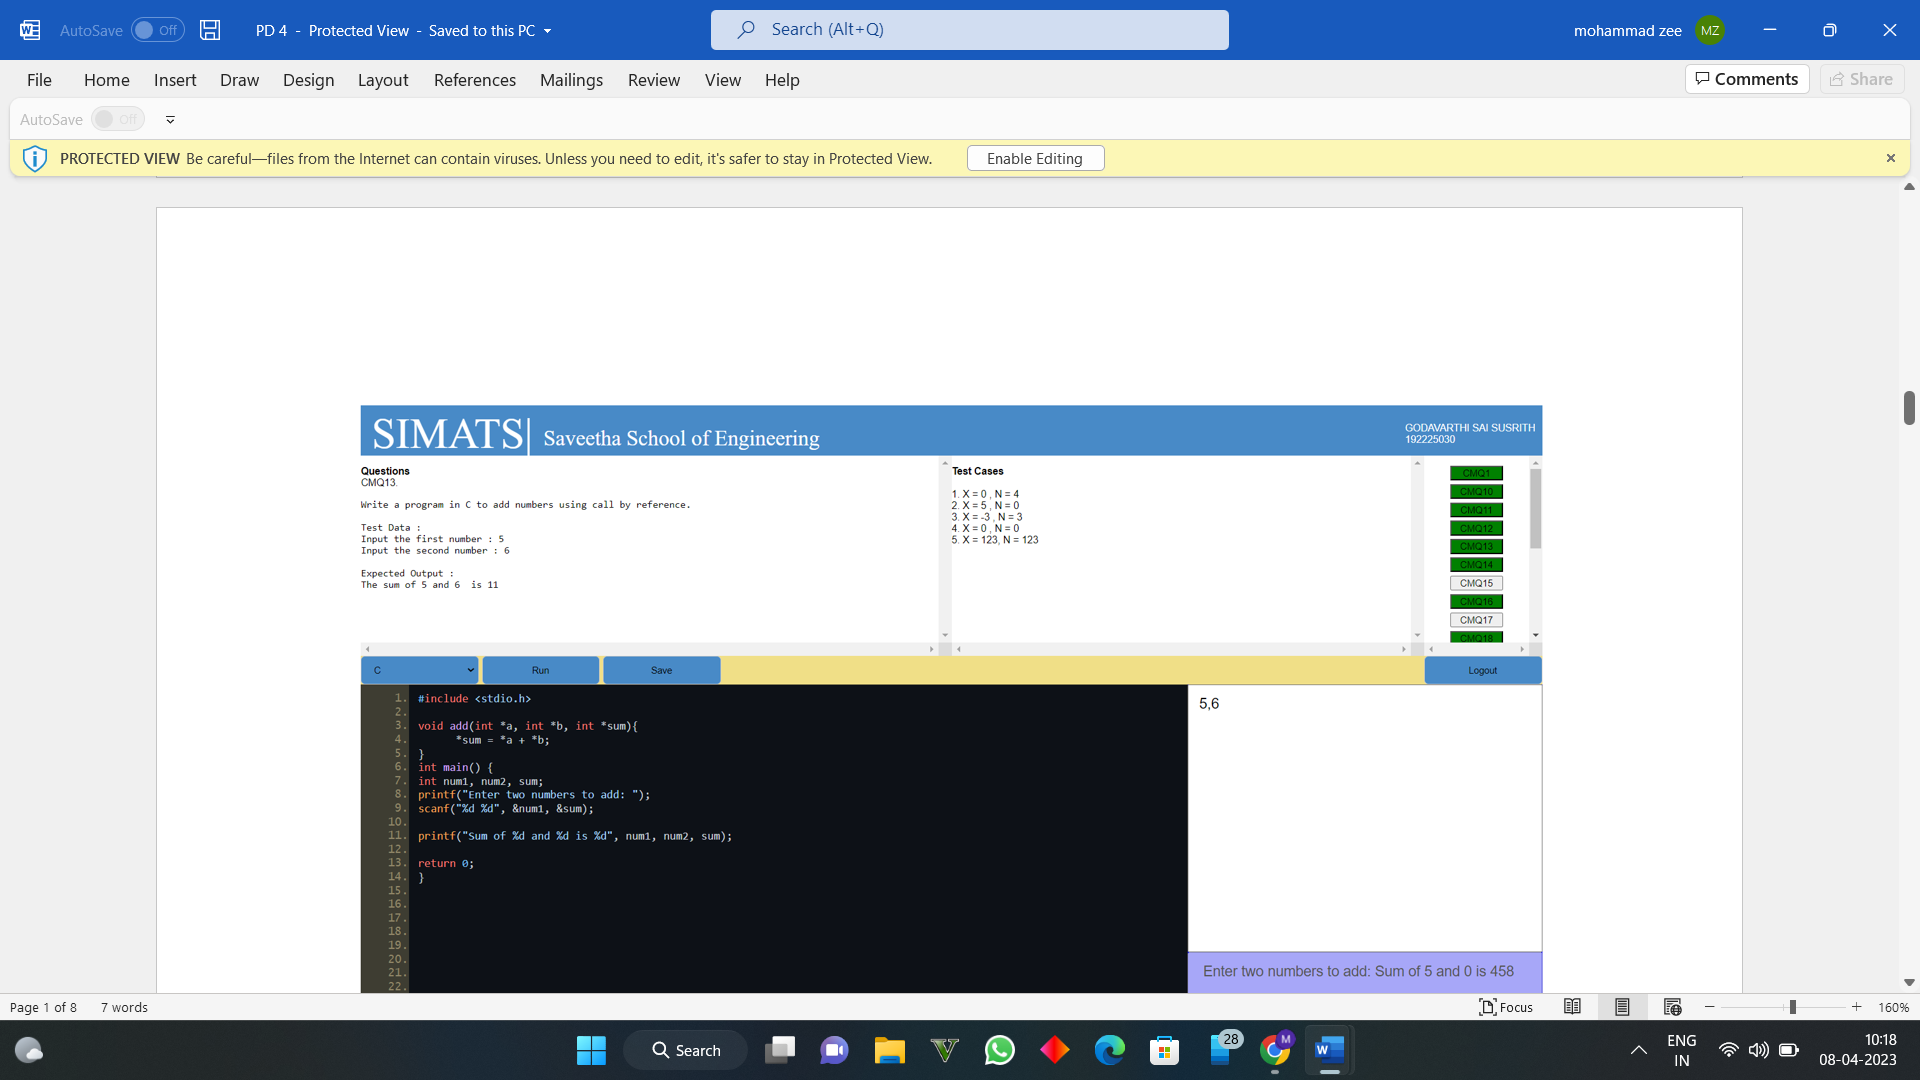 AutoSave Off PD 4 - Protected View - Saved to this PC Search (Alt+Q) mohammad zee MZ
File Home Insert Draw Design Layout References Mailings Review View Help Comments Share
AutoSave Off
PROTECTED VIEW Be careful—files from the Internet can contain viruses. Unless you need to edit, it's safer to stay in Protected View. Enable Editing
SIMATS Saveetha School of Engineering
GODAVARTHI SAI SUSRITH
192225030
Questions
CMQ13.
Write a program in C to add numbers using call by reference.
Test Data :
Input the first number : 5
Input the second number : 6
Expected Output :
The sum of 5 and 6 is 11
Test Cases
1. X = 0 , N = 4
2. X = 5 , N = 0
3. X = -3 , N = 3
4. X = 0 , N = 0
5. X = 123, N = 123
CMQ1
CMQ10
CMQ11
CMQ12
CMQ13
CMQ14
CMQ15
CMQ16
CMQ17
CMQ18
C Run Save Logout
1. #include <stdio.h>
2.
3. void add(int *a, int *b, int *sum){
4. *sum = *a + *b;
5. }
6. int main() {
7. int num1, num2, sum;
8. printf("Enter two numbers to add: ");
9. scanf("%d %d", &num1, &sum);
10.
11. printf("Sum of %d and %d is %d", num1, num2, sum);
12.
13. return 0;
14. }
15.
16.
17.
18.
19.
20.
21.
22.
5,6
Enter two numbers to add: Sum of 5 and 0 is 458
Page 1 of 8 7 words Focus 160%
Search 28 M ENG
IN
10:18
08-04-2023